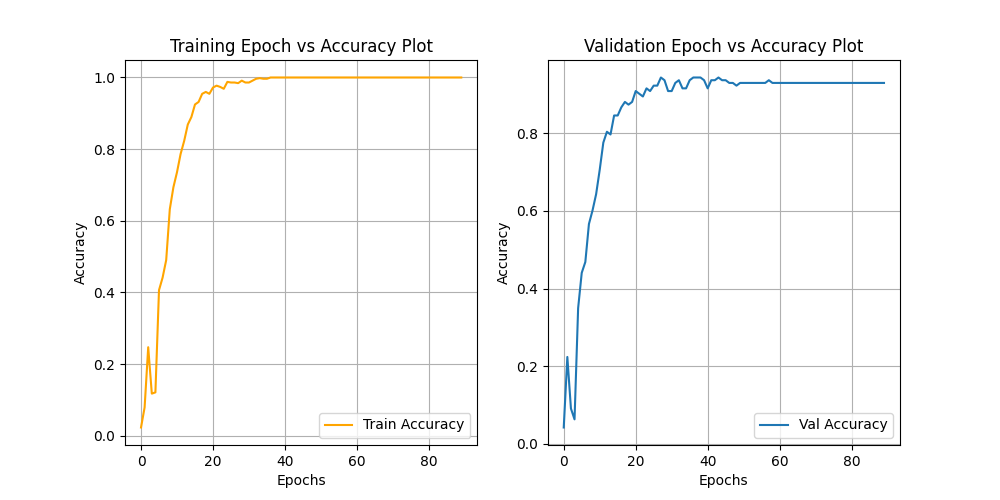 Training Epoch vs Accuracy Plot
1.0
0.8
0.6
0.4
0.2
0.0
Accuracy
Train Accuracy
0 20 40 60 80
Epochs
Validation Epoch vs Accuracy Plot
0.8
0.6
0.4
0.2
0.0
Accuracy
Val Accuracy
0 20 40 60 80
Epochs